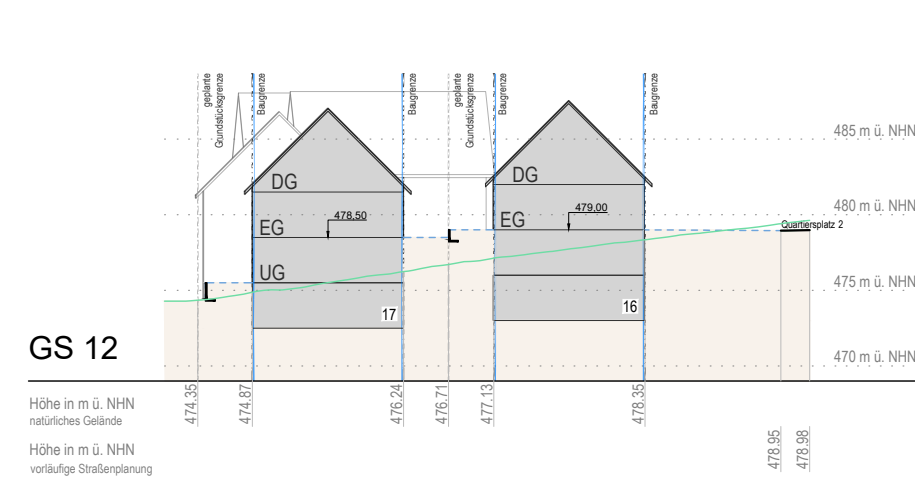 geplante
Grundstücksgrenze
Baugrenze
Baugrenze
geplante
Grundstücksgrenze
Baugrenze
Baugrenze
485 m ü. NHN
DG
DG
480 m ü. NHN
478,50
479,00
EG
EG
Quartiersplatz 2
UG
475 m ü. NHN
17
16
GS 12
470 m ü. NHN
Höhe in m ü. NHN
natürliches Gelände
474.35
474.87
476.24
476.71
477.13
478.35
Höhe in m ü. NHN
vorläufige Straßenplanung
478.95
478.98